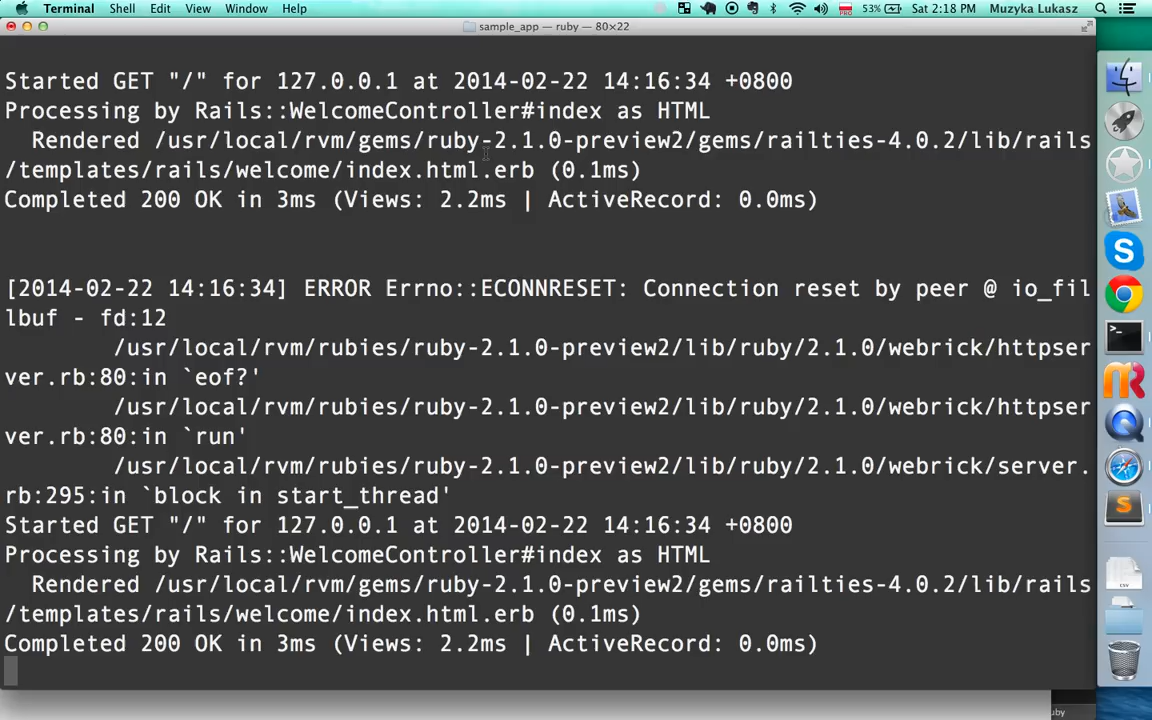 Terminal Shell Edit View Window Help 53% Sat 2:18 PM Muzyka Lukasz
sample_app — ruby — 80×22
Started GET "/" for 127.0.0.1 at 2014-02-22 14:16:34 +0800
Processing by Rails::WelcomeController#index as HTML
Rendered /usr/local/rvm/gems/ruby-2.1.0-preview2/gems/railties-4.0.2/lib/rails
/templates/rails/welcome/index.html.erb (0.1ms)
Completed 200 OK in 3ms (Views: 2.2ms | ActiveRecord: 0.0ms)
[2014-02-22 14:16:34] ERROR Errno::ECONNRESET: Connection reset by peer @ io_fil
lbuf - fd:12
/usr/local/rvm/rubies/ruby-2.1.0-preview2/lib/ruby/2.1.0/webrick/httpser
ver.rb:80:in `eof?'
/usr/local/rvm/rubies/ruby-2.1.0-preview2/lib/ruby/2.1.0/webrick/httpser
ver.rb:80:in `run'
/usr/local/rvm/rubies/ruby-2.1.0-preview2/lib/ruby/2.1.0/webrick/server.
rb:295:in `block in start_thread'
Started GET "/" for 127.0.0.1 at 2014-02-22 14:16:34 +0800
Processing by Rails::WelcomeController#index as HTML
Rendered /usr/local/rvm/gems/ruby-2.1.0-preview2/gems/railties-4.0.2/lib/rails
/templates/rails/welcome/index.html.erb (0.1ms)
Completed 200 OK in 3ms (Views: 2.2ms | ActiveRecord: 0.0ms)
CSV
uby